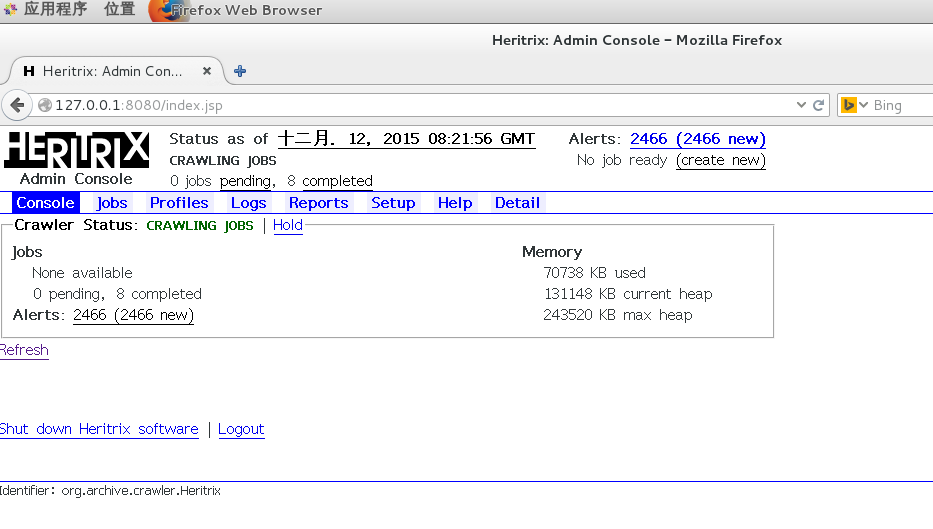 应用程序 位置 Firefox Web Browser
Heritrix: Admin Console - Mozilla Firefox
H Heritrix: Admin Con...
127.0.0.1:8080/index.jsp Bing
HERITRIX Status as of 十二月. 12, 2015 08:21:56 GMT Alerts: 2466 (2466 new)
CRAWLING JOBS No job ready (create new)
Admin Console 0 jobs pending, 8 completed
Console Jobs Profiles Logs Reports Setup Help Detail
Crawler Status: CRAWLING JOBS | Hold
Jobs Memory
None available 70738 KB used
0 pending, 8 completed 131148 KB current heap
Alerts: 2466 (2466 new) 243520 KB max heap
Refresh
Shut down Heritrix software | Logout
Identifier: org.archive.crawler.Heritrix